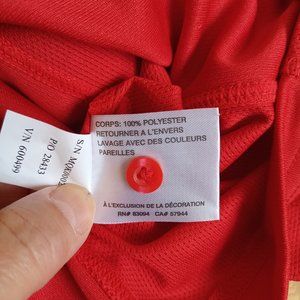 CORPS: 100% POLYESTER
RETOURNER À L'ENVERS
LAVAGE AVEC DES COULEURS
PAREILLES
À L'EXCLUSION DE LA DÉCORATION
RN# 83094 CA# 57944
S/N
PO 28433
V/N 600499